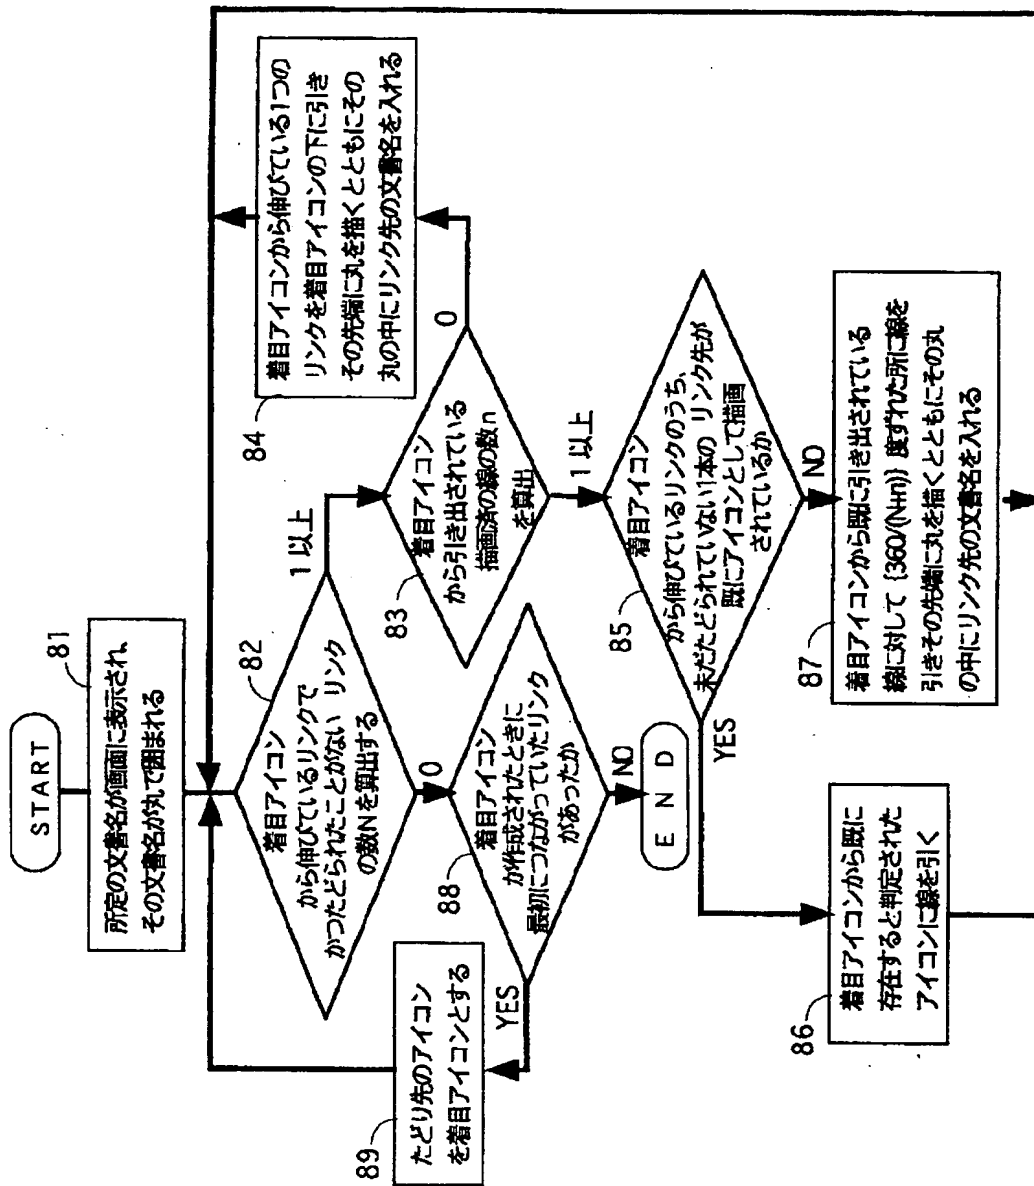 START
81
所定の文書名が画面に表示され、
その文書名が丸で囲まれる
82
着目アイコン
から伸びているリンクで
かつたどられたことがない リンク
の数Nを算出する
1以上
0
83
着目アイコン
から引き出されている
描画済の線の数n
を算出
0
1以上
84
着目アイコンから伸びている1つの
リンクを着目アイコンの下に引き
その先端に丸を描くとともにその
丸の中にリンク先の文書名を入れる
85
着目アイコン
から伸びているリンクのうち、
未だたどられていない1本の リンク先が
既にアイコンとして描画
されているか
YES
NO
86
着目アイコンから既に
存在すると判定された
アイコンに線を引く
87
着目アイコンから既に引き出されている
線に対して {360/(N+n)} 度ずれた所に線を
引きその先端に丸を描くとともにその丸
の中にリンク先の文書名を入れる
88
着目アイコン
が作成されたときに
最初につながっていたリンク
があったか
YES
NO
89
たどり先のアイコン
を着目アイコンとする
END